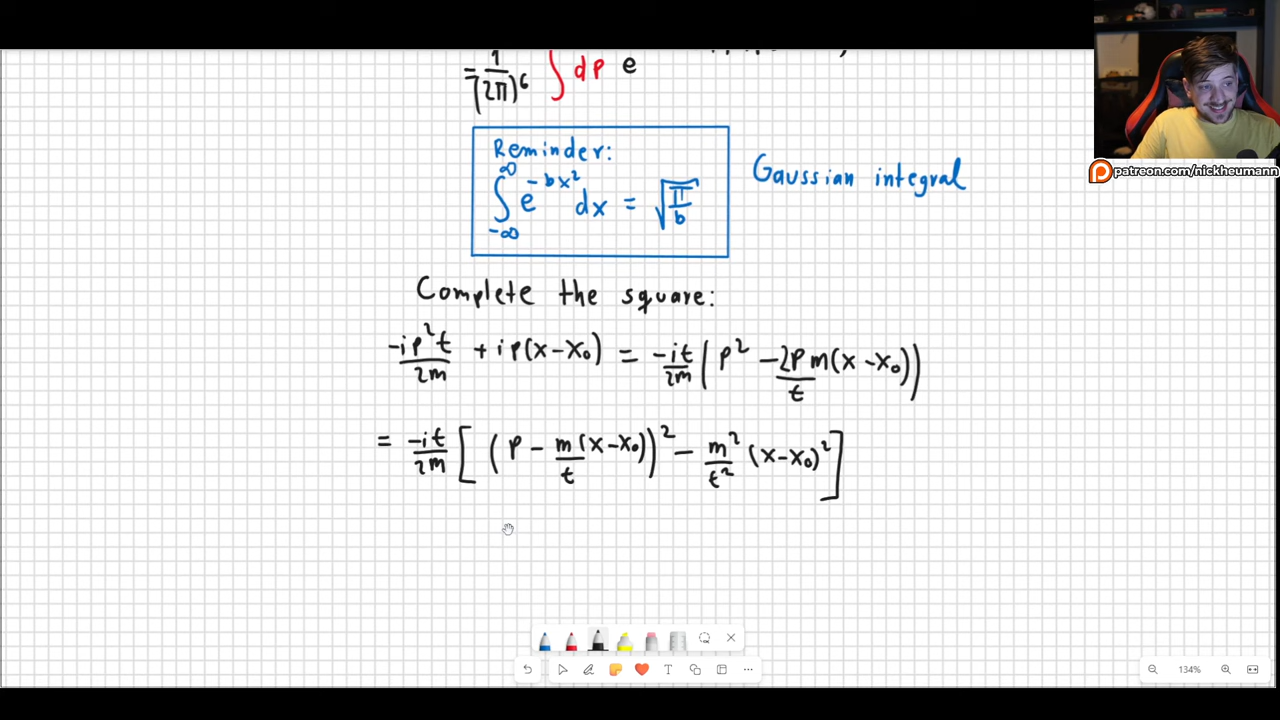 = 1/(2π)^6 ∫ dp e
Reminder:
∫_{-∞}^{∞} e^{-bx²} dx = √(π/b)
Gaussian integral
patreon.com/nickheumann
Complete the square:
-ip²t/2m + ip(x-x₀) = -it/2m (p² - 2pm(x-x₀)/t)
= -it/2m [(p - m(x-x₀)/t)² - m²/t² (x-x₀)²]
134%